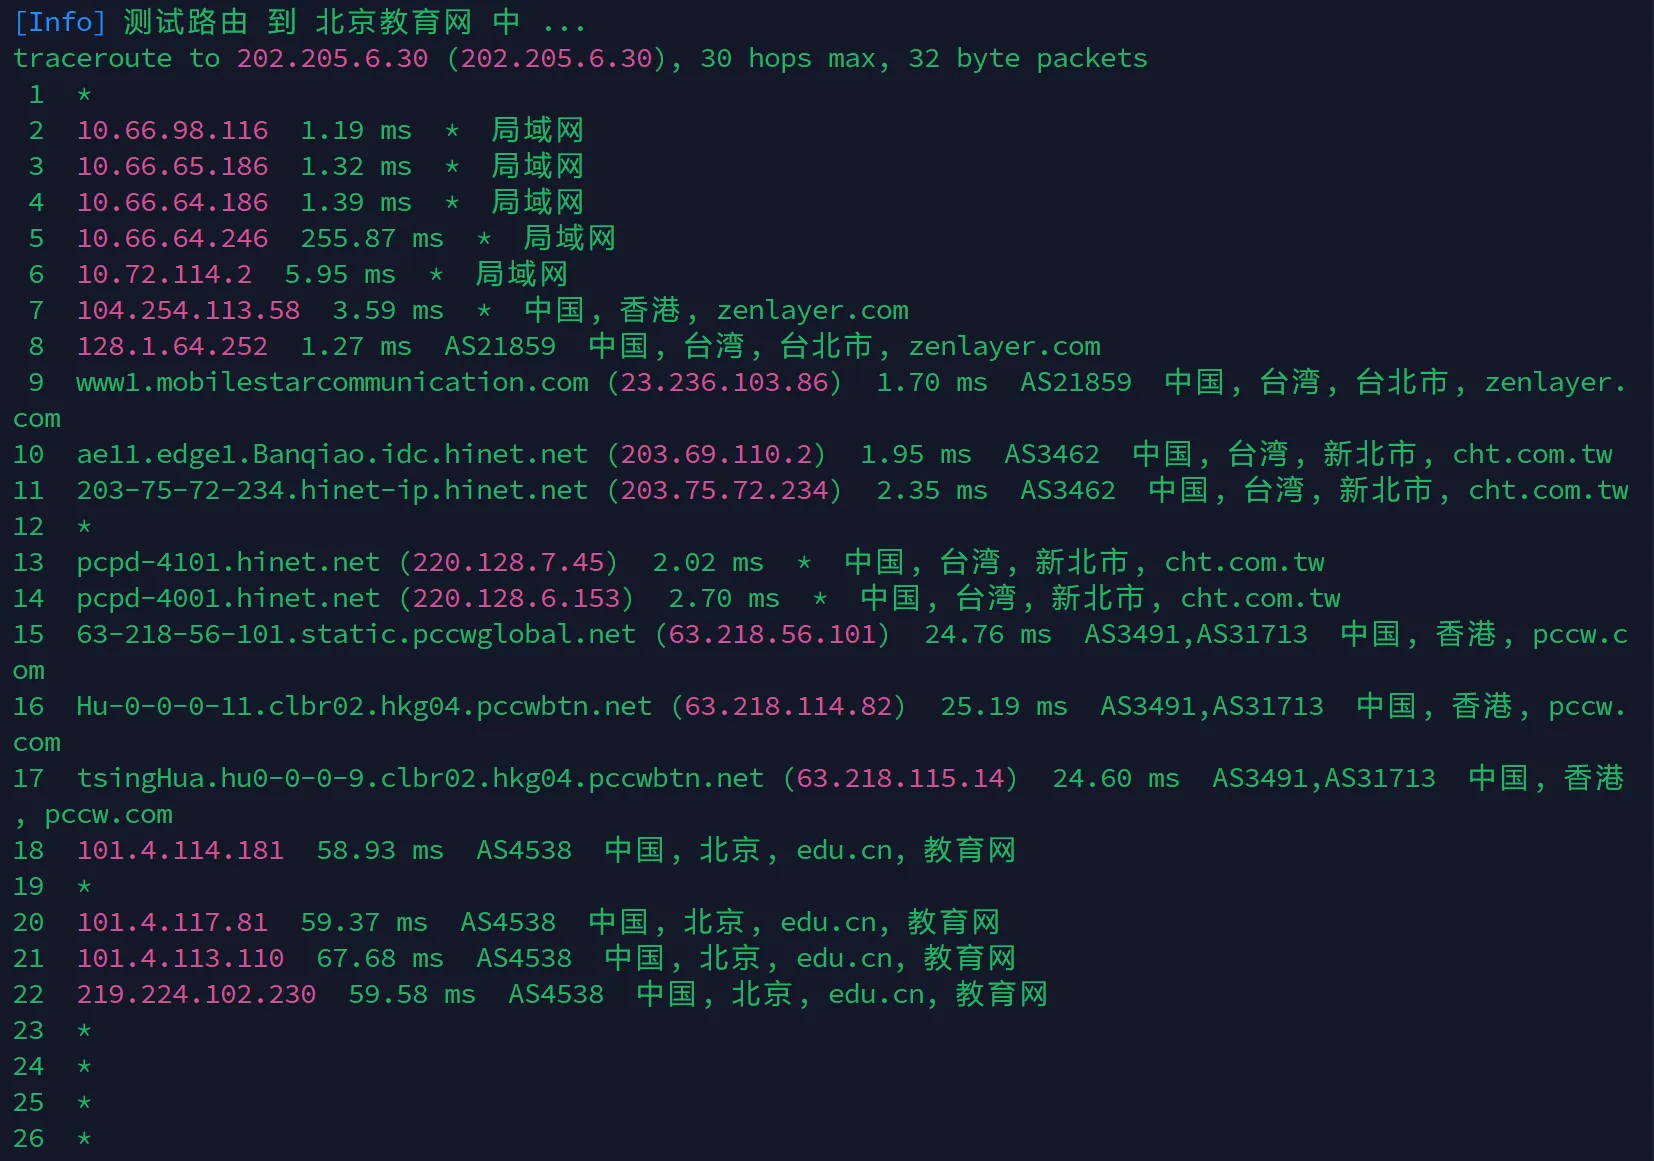 [Info] 测试路由 到 北京教育网 中 ...
traceroute to 202.205.6.30 (202.205.6.30), 30 hops max, 32 byte packets
1  *
2  10.66.98.116  1.19 ms  *  局域网
3  10.66.65.186  1.32 ms  *  局域网
4  10.66.64.186  1.39 ms  *  局域网
5  10.66.64.246  255.87 ms  *  局域网
6  10.72.114.2  5.95 ms  *  局域网
7  104.254.113.58  3.59 ms  *  中国, 香港, zenlayer.com
8  128.1.64.252  1.27 ms  AS21859  中国, 台湾, 台北市, zenlayer.com
9  www1.mobilestarcommunication.com (23.236.103.86)  1.70 ms  AS21859  中国, 台湾, 台北市, zenlayer.
com
10  ae11.edge1.Banqiao.idc.hinet.net (203.69.110.2)  1.95 ms  AS3462  中国, 台湾, 新北市, cht.com.tw
11  203-75-72-234.hinet-ip.hinet.net (203.75.72.234)  2.35 ms  AS3462  中国, 台湾, 新北市, cht.com.tw
12  *
13  pcpd-4101.hinet.net (220.128.7.45)  2.02 ms  *  中国, 台湾, 新北市, cht.com.tw
14  pcpd-4001.hinet.net (220.128.6.153)  2.70 ms  *  中国, 台湾, 新北市, cht.com.tw
15  63-218-56-101.static.pccwglobal.net (63.218.56.101)  24.76 ms  AS3491,AS31713  中国, 香港, pccw.c
om
16  Hu-0-0-0-11.clbr02.hkg04.pccwbtn.net (63.218.114.82)  25.19 ms  AS3491,AS31713  中国, 香港, pccw.
com
17  tsingHua.hu0-0-0-9.clbr02.hkg04.pccwbtn.net (63.218.115.14)  24.60 ms  AS3491,AS31713  中国, 香港
, pccw.com
18  101.4.114.181  58.93 ms  AS4538  中国, 北京, edu.cn, 教育网
19  *
20  101.4.117.81  59.37 ms  AS4538  中国, 北京, edu.cn, 教育网
21  101.4.113.110  67.68 ms  AS4538  中国, 北京, edu.cn, 教育网
22  219.224.102.230  59.58 ms  AS4538  中国, 北京, edu.cn, 教育网
23  *
24  *
25  *
26  *